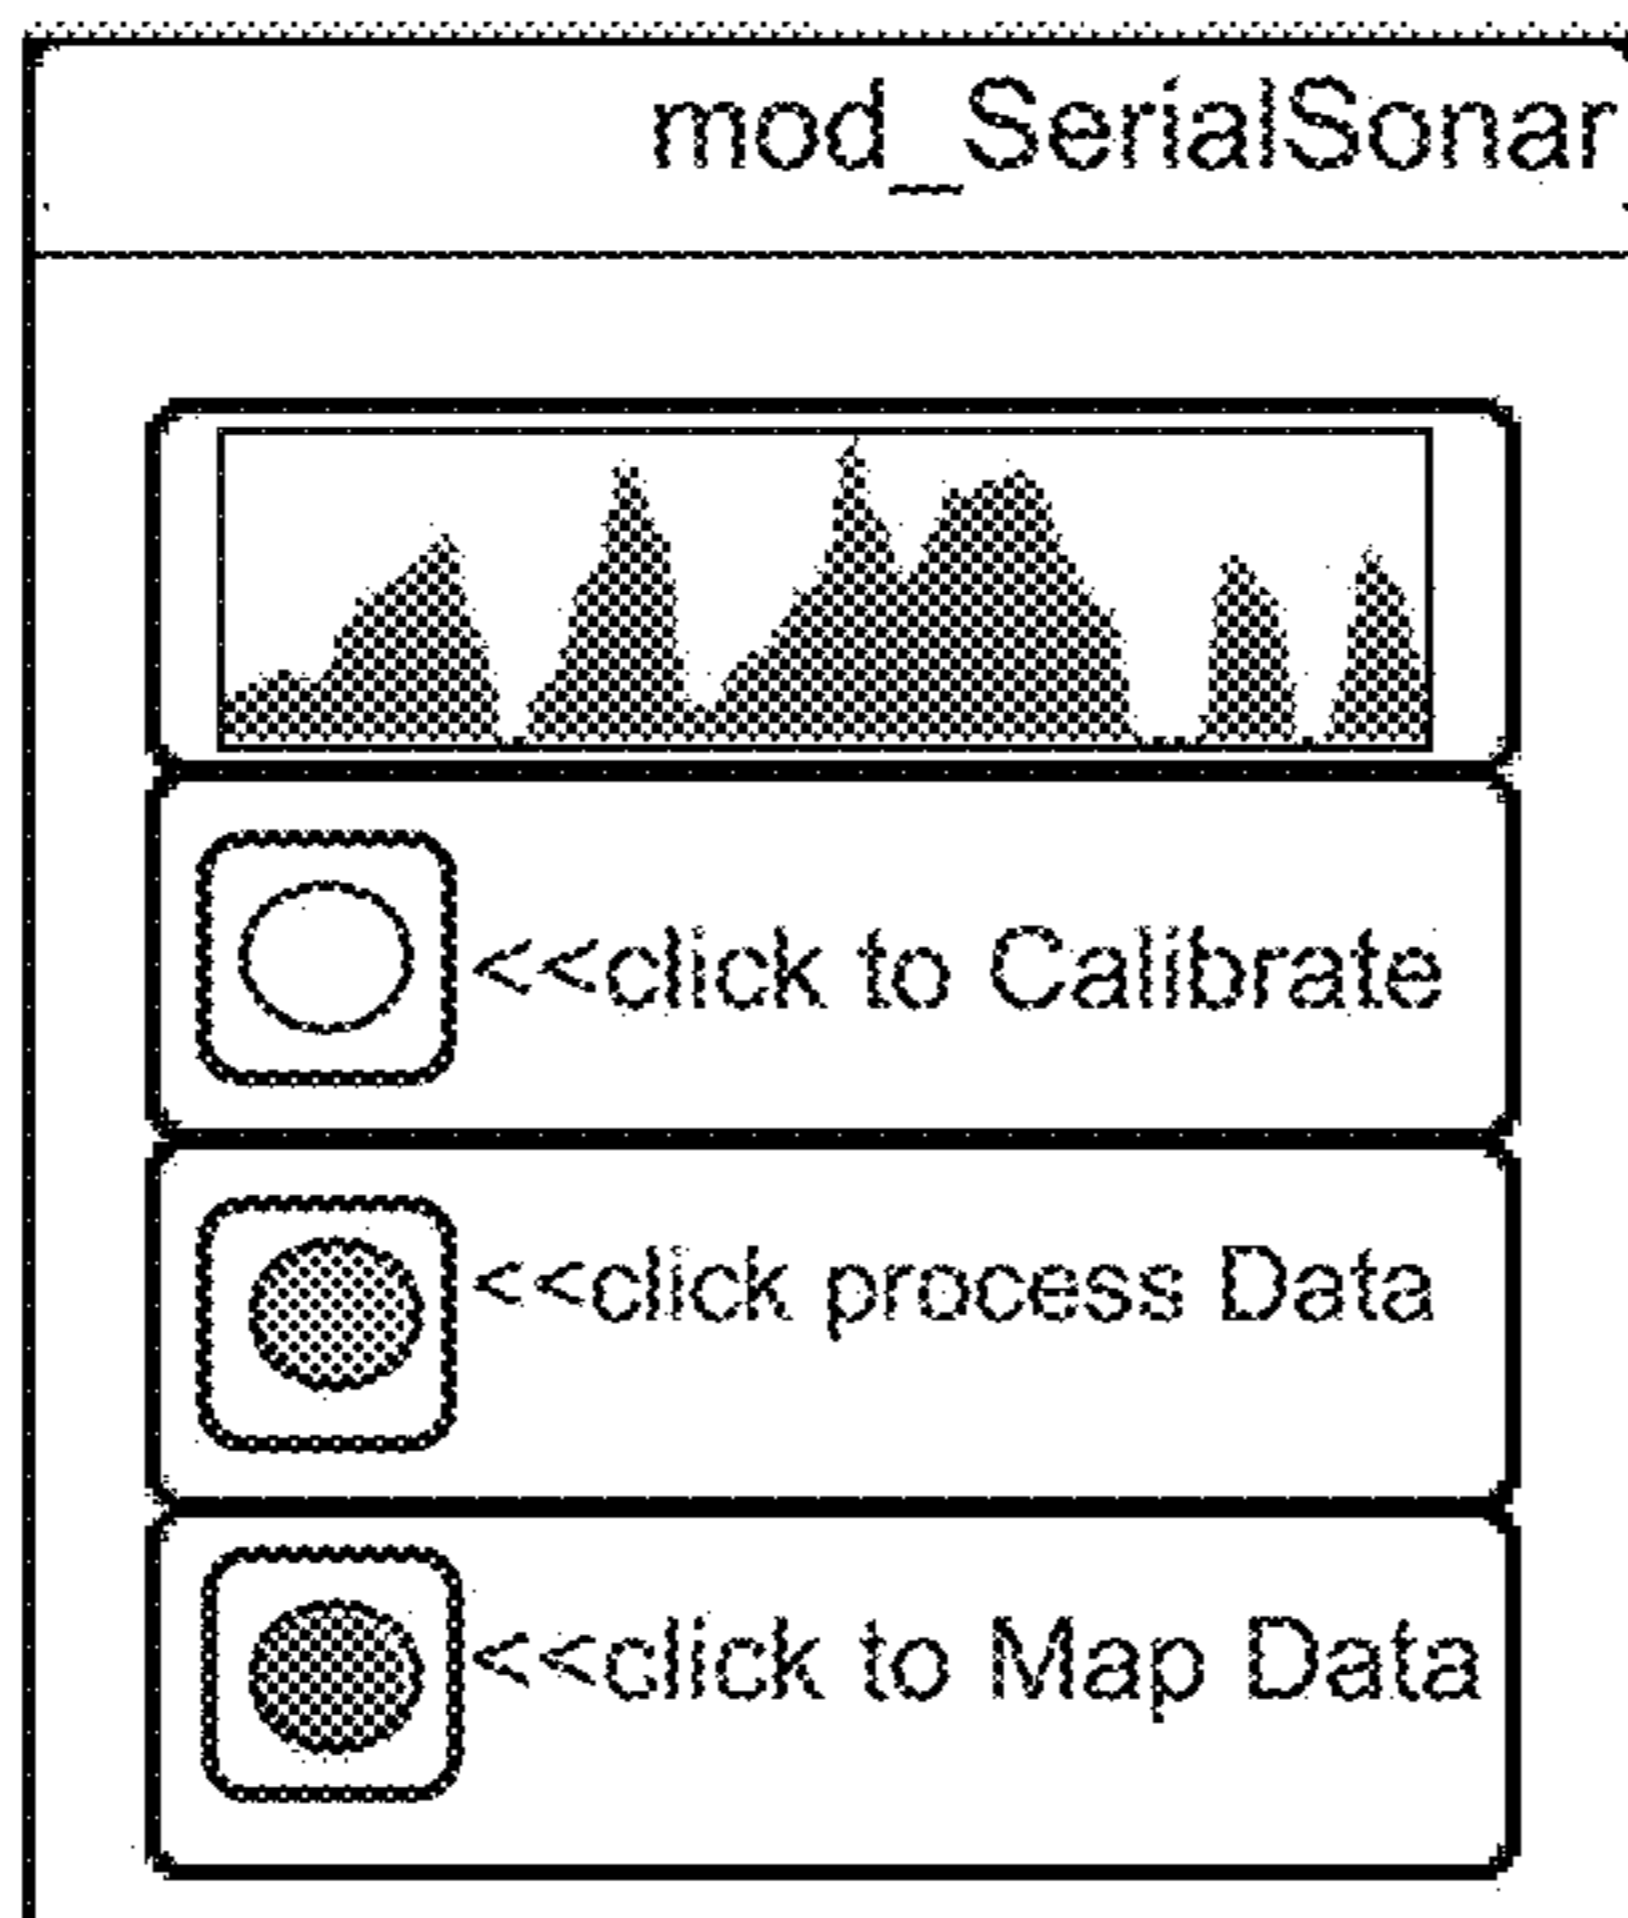 mod_SerialSonar
<<click to Calibrate
<<click process Data
<<click to Map Data